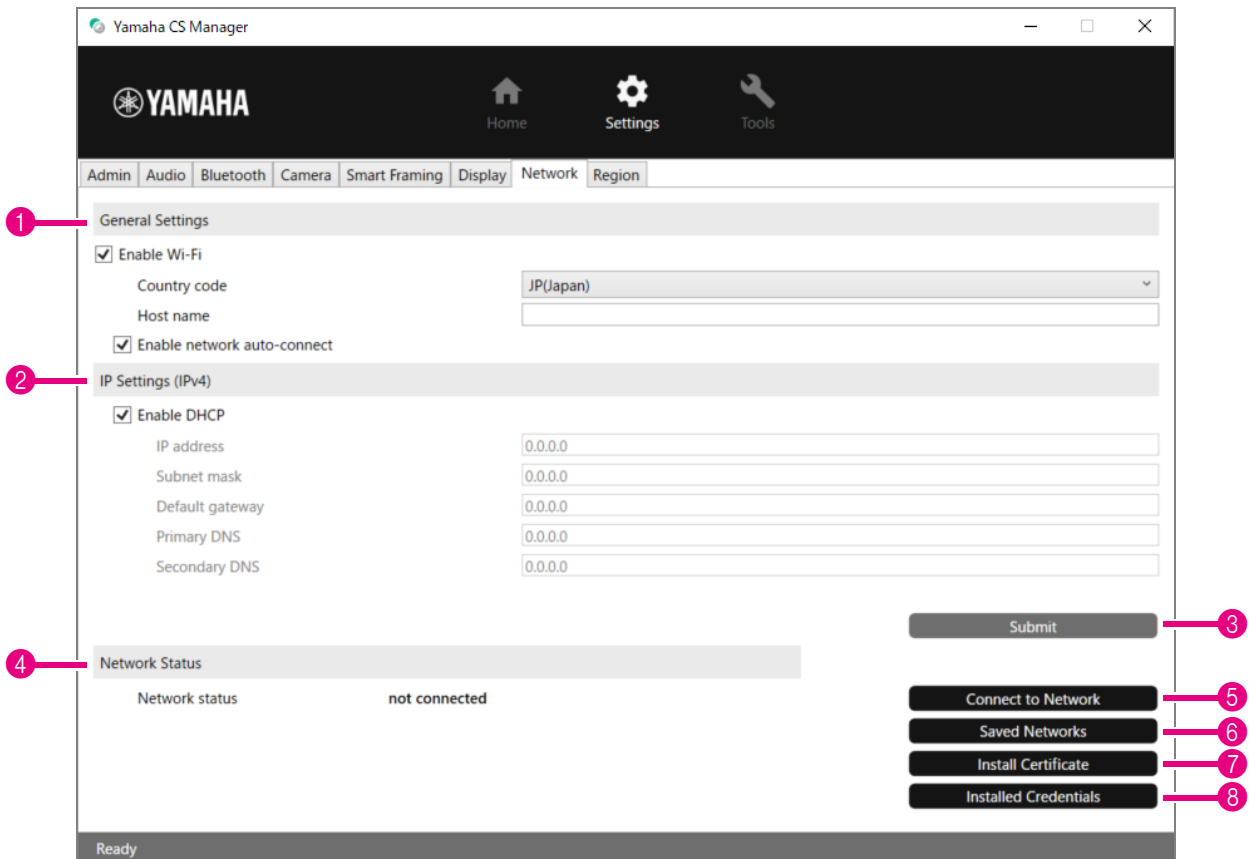 Yamaha CS Manager
YAMAHA
Home Settings Tools
Admin Audio Bluetooth Camera Smart Framing Display Network Region
1 General Settings
Enable Wi-Fi
Country code JP(Japan)
Host name
Enable network auto-connect
2 IP Settings (IPv4)
Enable DHCP
IP address 0.0.0.0
Subnet mask 0.0.0.0
Default gateway 0.0.0.0
Primary DNS 0.0.0.0
Secondary DNS 0.0.0.0
Submit 3
4 Network Status
Network status not connected
Connect to Network 5
Saved Networks 6
Install Certificate 7
Installed Credentials 8
Ready